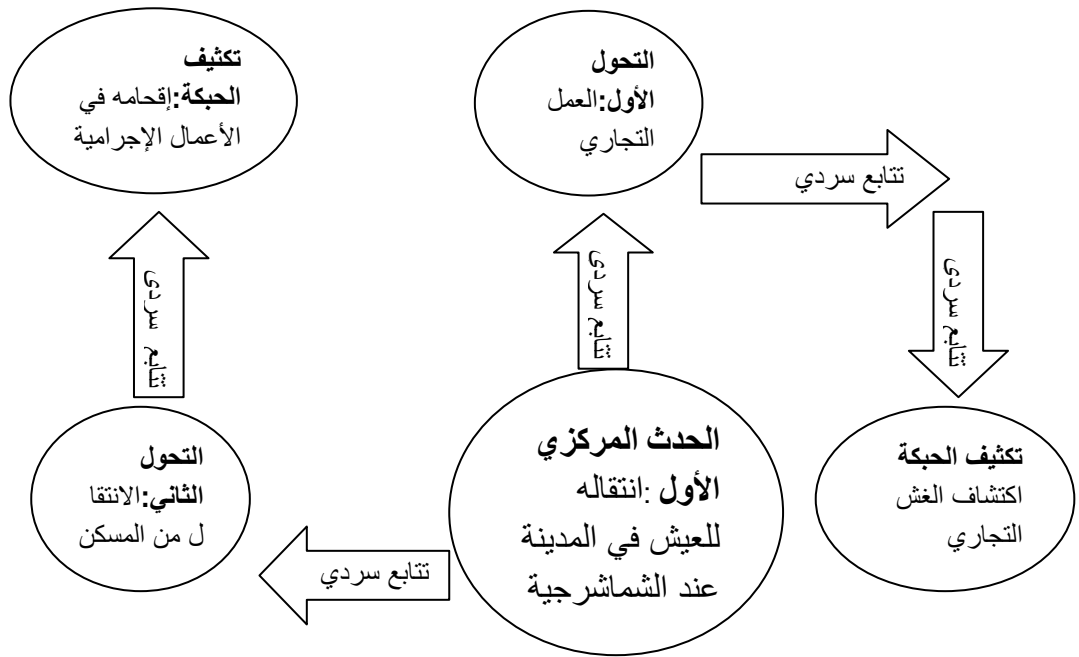 التحول
الأول:العمل
التجاري
تتابع سردي
تكثيف الحبكة
اكتشاف الغش
التجاري
تتابع سردي
تتابع سردي
الحدث المركزي
الأول :انتقاله
للعيش في المدينة
عند الشماشرجية
تتابع سردي
التحول
الثاني:الانتقا
ل من المسكن
تتابع سردي
تكثيف
الحبكة:إقحامه في
الأعمال الإجرامية